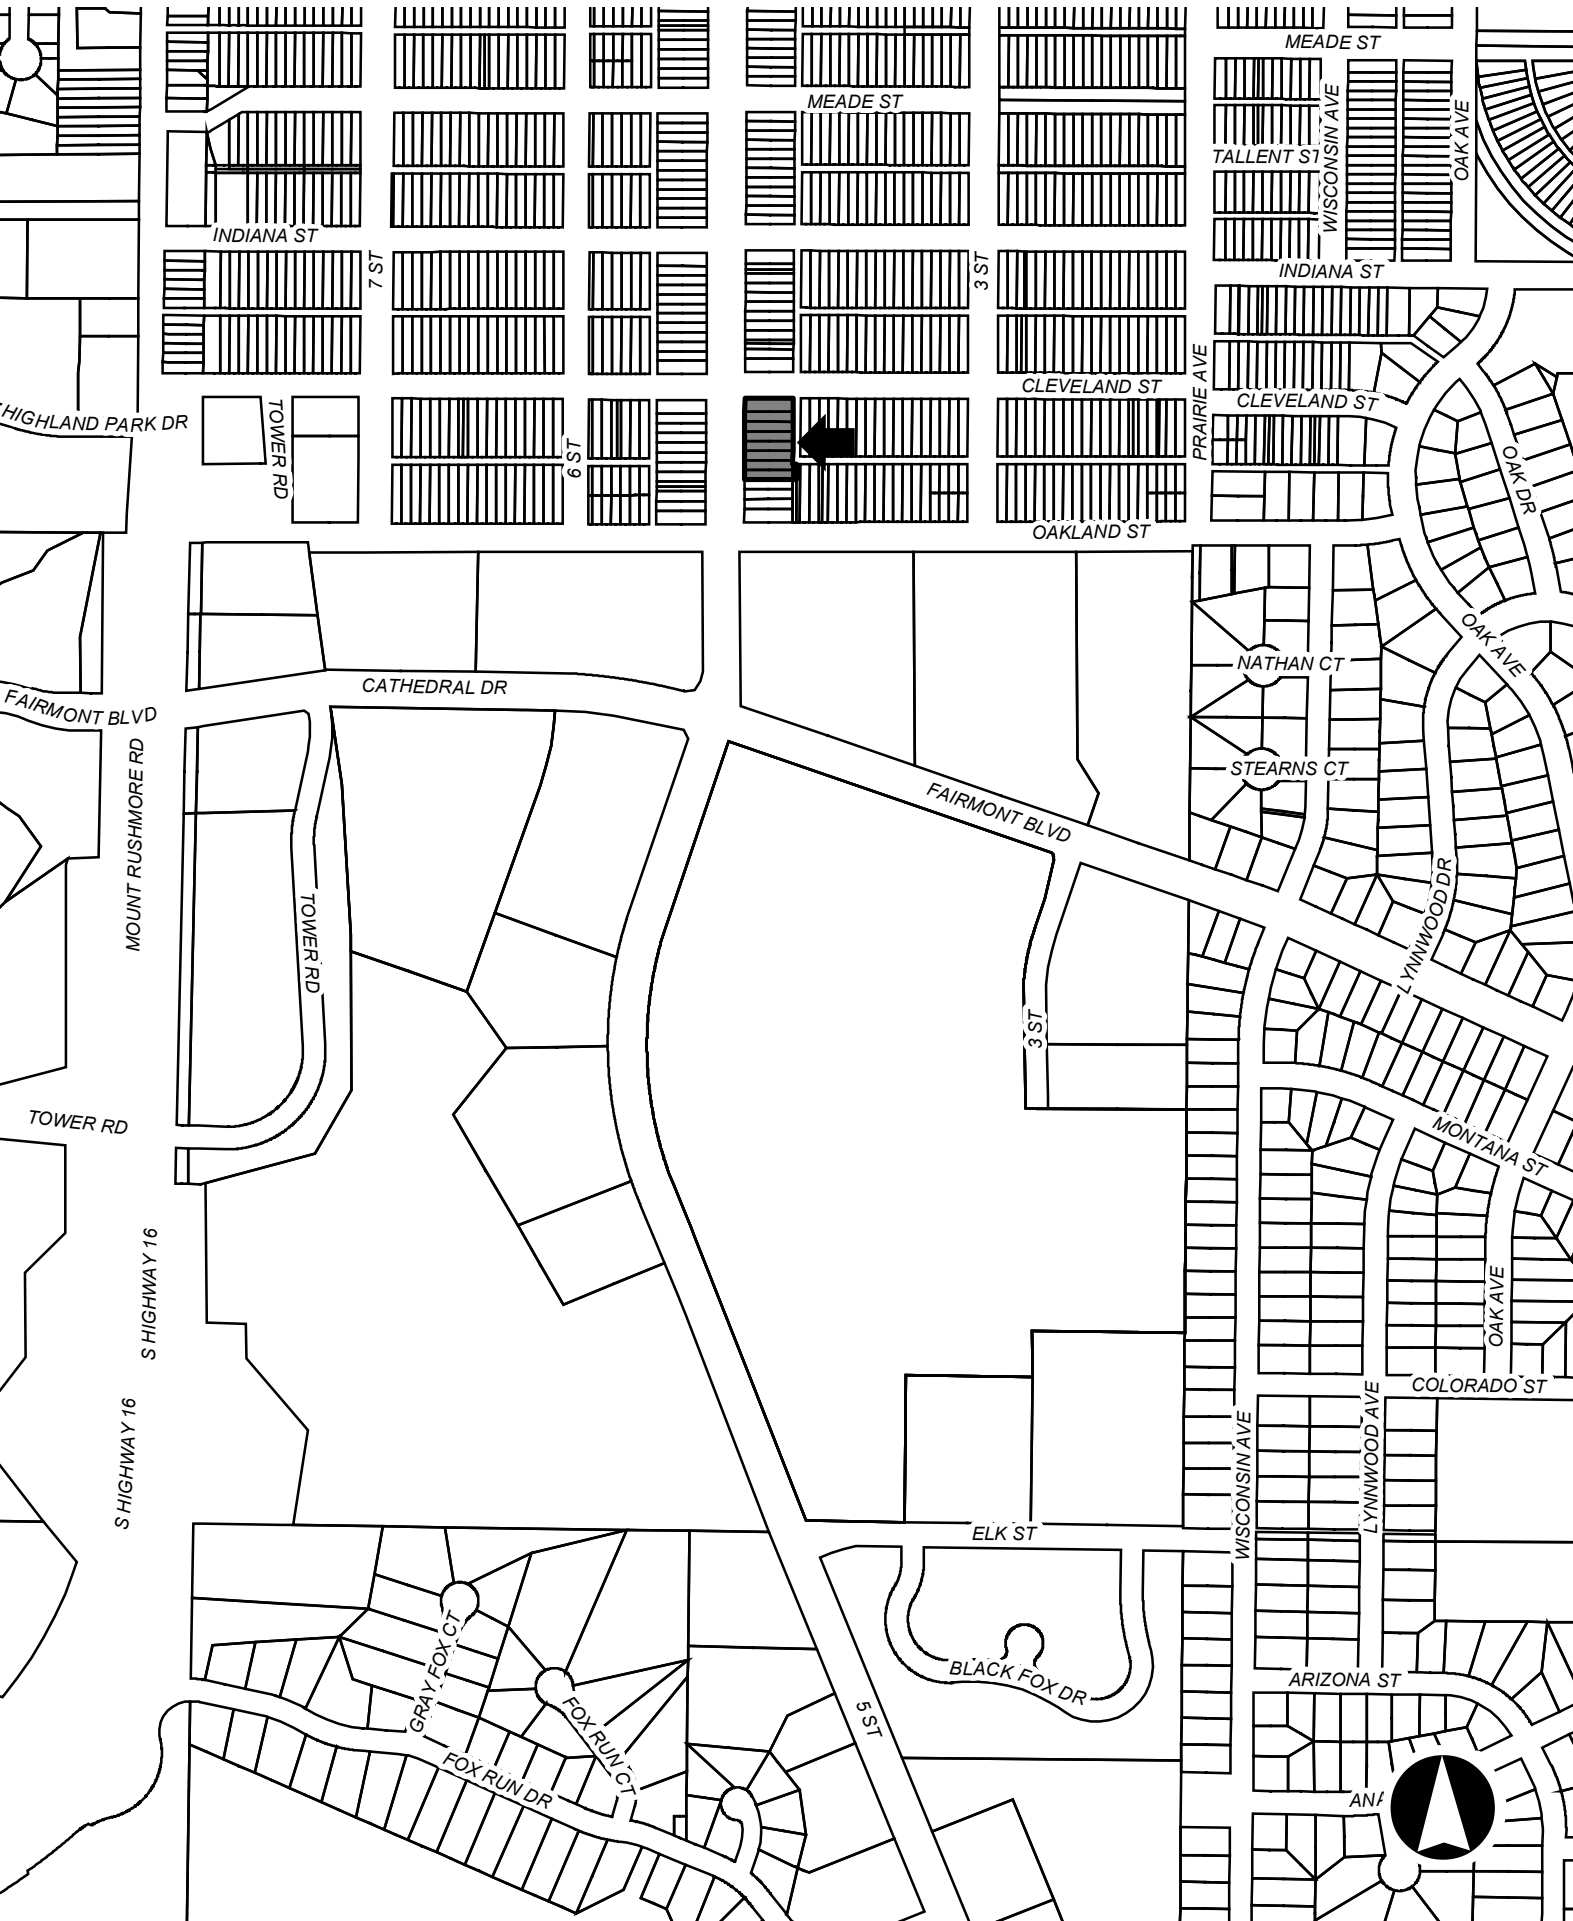 MEADE ST
MEADE ST
WISCONSIN AVE
OAK AVE
TALLENT ST
INDIANA ST
7 ST
3 ST
INDIANA ST
CLEVELAND ST
PRAIRIE AVE
CLEVELAND ST
HIGHLAND PARK DR
TOWER RD
6 ST
OAK DR
OAKLAND ST
OAK AVE
NATHAN CT
CATHEDRAL DR
FAIRMONT BLVD
STEARNS CT
FAIRMONT BLVD
MOUNT RUSHMORE RD
LYNNWOOD DR
TOWER RD
3 ST
TOWER RD
MONTANA ST
S HIGHWAY 16
OAK AVE
COLORADO ST
S HIGHWAY 16
WISCONSIN AVE
LYNNWOOD AVE
ELK ST
GRAY FOX CT
BLACK FOX DR
ARIZONA ST
5 ST
FOX RUN CT
FOX RUN DR
ANA